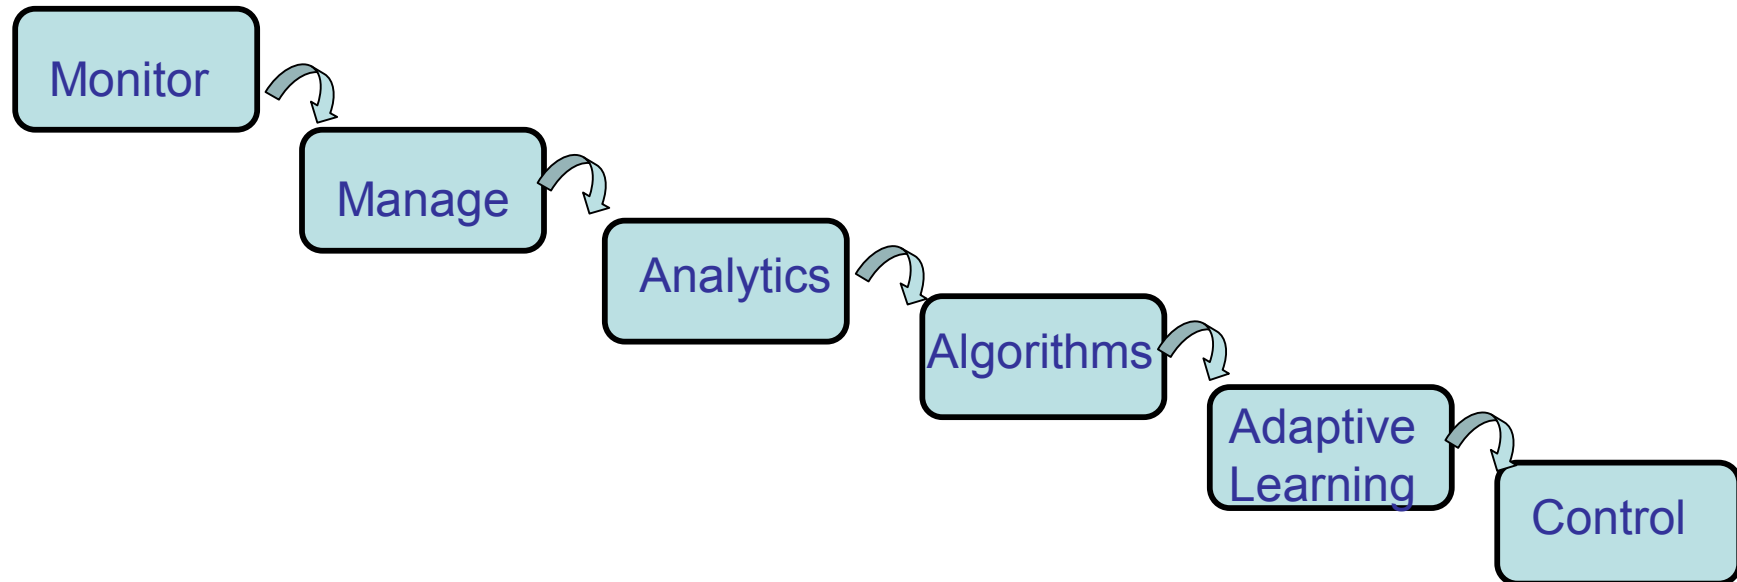 Monitor
Manage
Analytics
Algorithms
Adaptive
Learning
Control